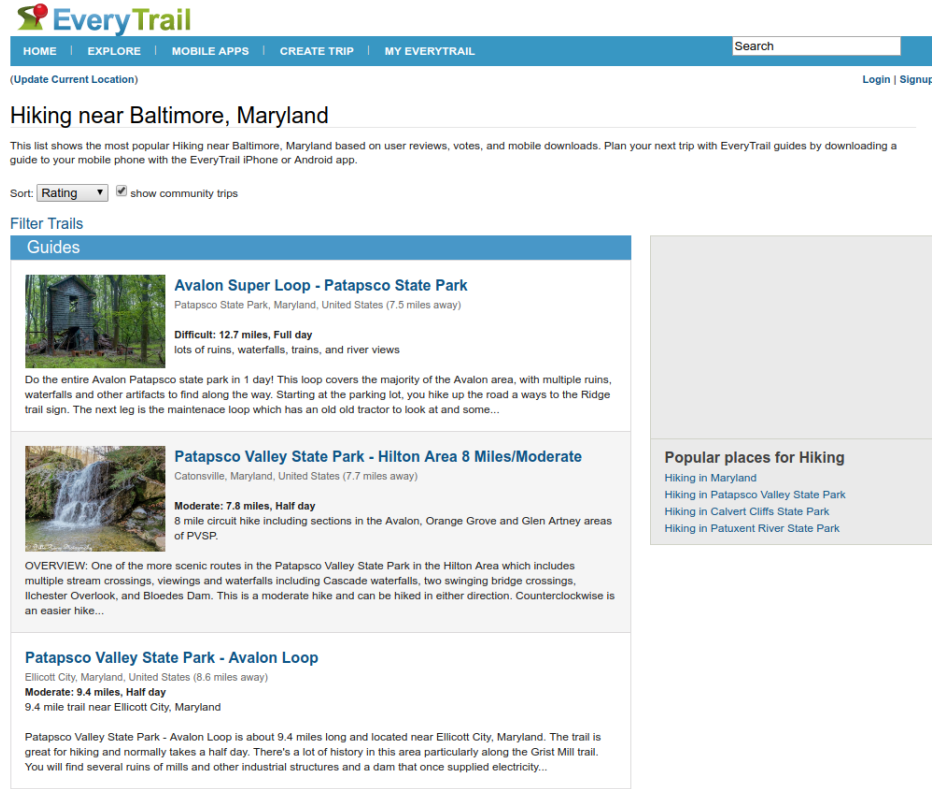 EveryTrail
HOME | EXPLORE | MOBILE APPS | CREATE TRIP | MY EVERYTRAIL
Search
(Update Current Location)
Login | Signup
Hiking near Baltimore, Maryland
This list shows the most popular Hiking near Baltimore, Maryland based on user reviews, votes, and mobile downloads. Plan your next trip with EveryTrail guides by downloading a
guide to your mobile phone with the EveryTrail iPhone or Android app.
Sort: Rating show community trips
Filter Trails
Guides
Avalon Super Loop - Patapsco State Park
Patapsco State Park, Maryland, United States (7.5 miles away)
Difficult: 12.7 miles, Full day
lots of ruins, waterfalls, trains, and river views
Do the entire Avalon Patapsco state park in 1 day! This loop covers the majority of the Avalon area, with multiple ruins,
waterfalls and other artifacts to find along the way. Starting at the parking lot, you hike up the road a ways to the Ridge
trail sign. The next leg is the maintenace loop which has an old old tractor to look at and some...
Patapsco Valley State Park - Hilton Area 8 Miles/Moderate
Catonsville, Maryland, United States (7.7 miles away)
Moderate: 7.8 miles, Half day
8 mile circuit hike including sections in the Avalon, Orange Grove and Glen Artney areas
of PVSP.
OVERVIEW: One of the more scenic routes in the Patapsco Valley State Park in the Hilton Area which includes
multiple stream crossings, viewings and waterfalls including Cascade waterfalls, two swinging bridge crossings,
Ilchester Overlook, and Bloedes Dam. This is a moderate hike and can be hiked in either direction. Counterclockwise is
an easier hike...
Patapsco Valley State Park - Avalon Loop
Ellicott City, Maryland, United States (8.6 miles away)
Moderate: 9.4 miles, Half day
9.4 mile trail near Ellicott City, Maryland
Patapsco Valley State Park - Avalon Loop is about 9.4 miles long and located near Ellicott City, Maryland. The trail is
great for hiking and normally takes a half day. There's a lot of history in this area particularly along the Grist Mill trail.
You will find several ruins of mills and other industrial structures and a dam that once supplied electricity...
Popular places for Hiking
Hiking in Maryland
Hiking in Patapsco Valley State Park
Hiking in Calvert Cliffs State Park
Hiking in Patuxent River State Park